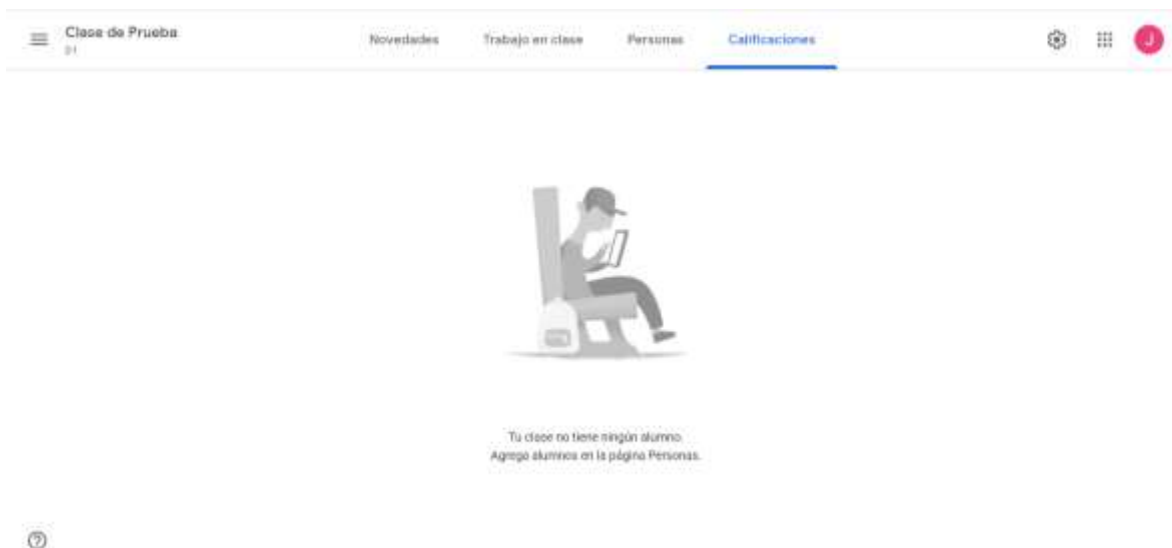 Clase de Prueba
01
Novedades
Trabajo en clase
Personas
Calificaciones
J
Tu clase no tiene ningún alumno.
Agrega alumnos en la página Personas.